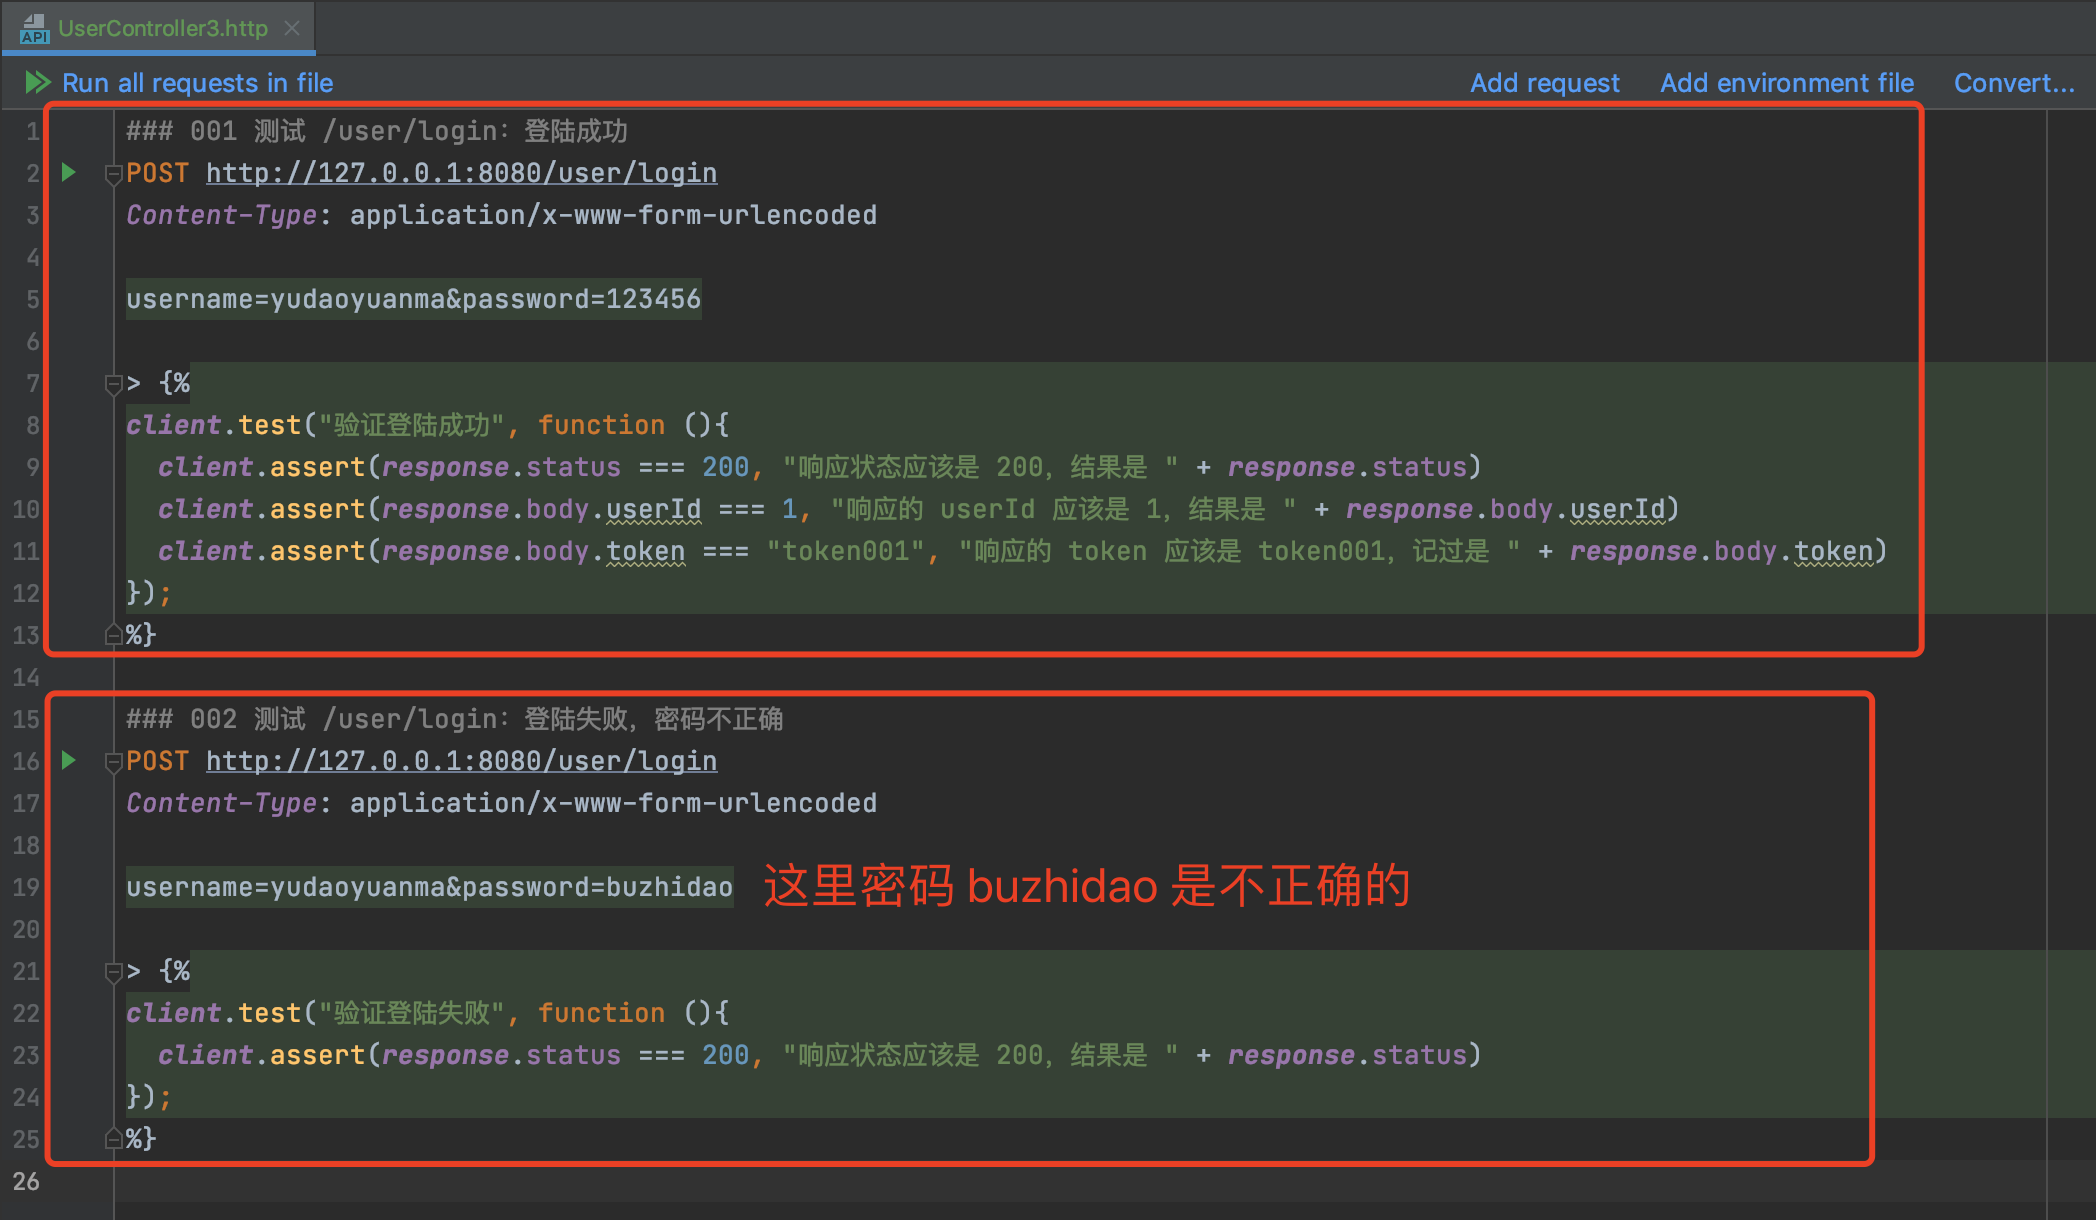 API UserController3.http
Run all requests in file Add request Add environment file Convert...
1 ### 001 测试 /user/login：登陆成功
2 POST http://127.0.0.1:8080/user/login
3 Content-Type: application/x-www-form-urlencoded
4
5 username=yudaoyuanma&password=123456
6
7 > {%
8 client.test("验证登陆成功", function (){
9   client.assert(response.status === 200, "响应状态应该是 200，结果是 " + response.status)
10   client.assert(response.body.userId === 1, "响应的 userId 应该是 1，结果是 " + response.body.userId)
11   client.assert(response.body.token === "token001", "响应的 token 应该是 token001，记过是 " + response.body.token)
12 });
13 %}
14
15 ### 002 测试 /user/login：登陆失败，密码不正确
16 POST http://127.0.0.1:8080/user/login
17 Content-Type: application/x-www-form-urlencoded
18
19 username=yudaoyuanma&password=buzhidao 这里密码 buzhidao 是不正确的
20
21 > {%
22 client.test("验证登陆失败", function (){
23   client.assert(response.status === 200, "响应状态应该是 200，结果是 " + response.status)
24 });
25 %}
26